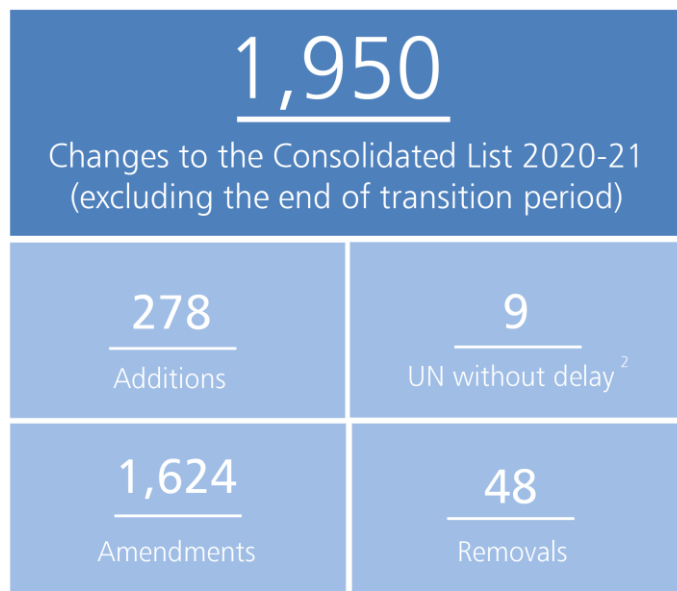 1,950
Changes to the Consolidated List 2020-21
(excluding the end of transition period)
278
Additions
9
UN without delay 2
1,624
Amendments
48
Removals